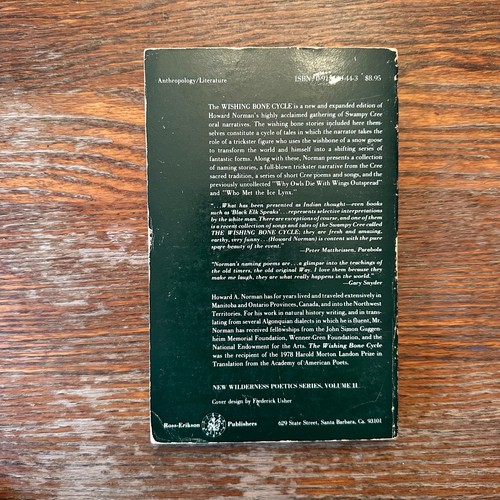 Anthropology/Literature
ISBN 44-3 $8.95
The WISHING BONE CYCLE is a new and expanded edition of
Howard Norman's highly acclaimed gathering of Swampy Cree
oral narratives. The wishing bone stories included here them-
selves constitute a cycle of tales in which the narrator takes the
role of a trickster figure who uses the wishbone of a snow goose
to transform the world and himself into a shifting series of
fantastic forms. Along with these, Norman presents a collection
of naming stories, a full-blown trickster narrative from the Cree
sacred tradition, a series of short Cree poems and songs, and the
previously uncollected "Why Owls Die With Wings Outspread"
and "Who Met the Ice Lynx."
"...What has been presented as Indian thought—even books
such as 'Black Elk Speaks'...represents selective interpretations
by the white man. There are exceptions of course, and one of them
is a recent collection of songs and tales of the Swampy Cree called
THE WISHING BONE CYCLE; they are fresh and amazing,
earthy, very funny...(Howard Norman) is content with the pure
spare beauty of the event."
—Peter Matthiessen, Parabola
"Norman's naming poems are...a glimpse into the teachings of
the old timers, the old original Way. I love them because they
make me laugh, they are what really happens in the world."
—Gary Snyder
Howard A. Norman has for years lived and traveled extensively in
Manitoba and Ontario Provinces, Canada, and into the Northwest
Territories. For his work in natural history writing, and in trans-
lating from several Algonquian dialects in which he is fluent, Mr.
Norman has received fellowships from the John Simon Guggen-
heim Memorial Foundation, Wenner-Gren Foundation, and the
National Endowment for the Arts. The Wishing Bone Cycle
was the recipient of the 1978 Harold Morton Landon Prize in
Translation from the Academy of American Poets.
NEW WILDERNESS POETICS SERIES, VOLUME II.
Cover design by Frederick Usher
Ross-Erikson Publishers 629 State Street, Santa Barbara, Ca. 93101